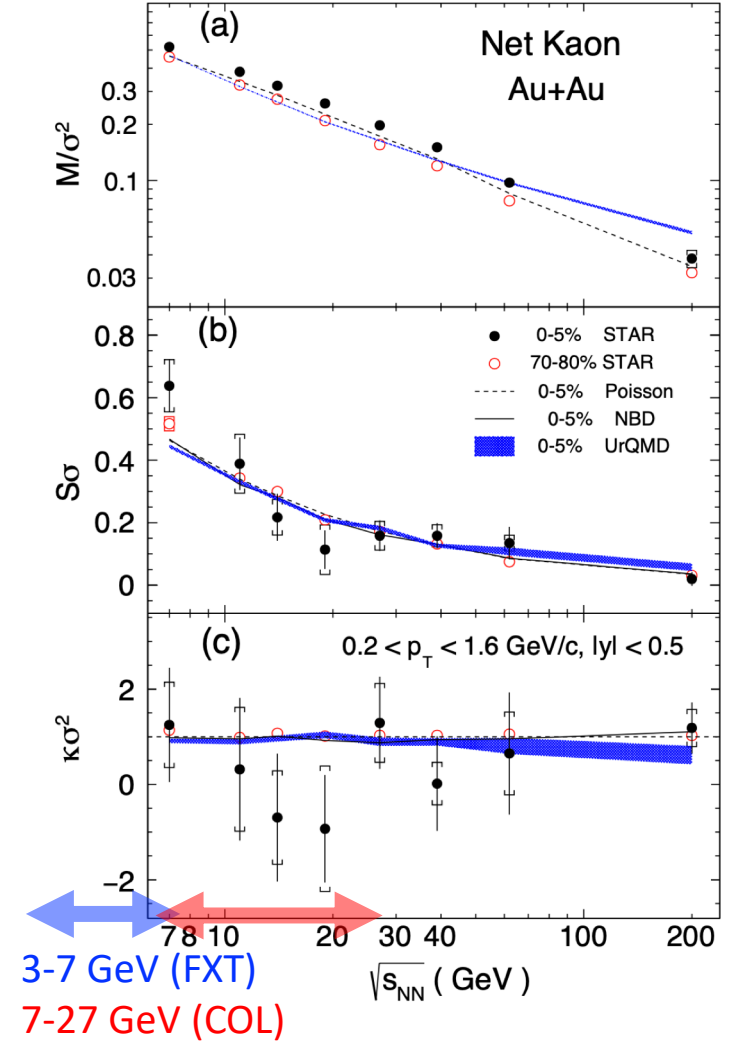 (a)
Net Kaon
Au+Au
M/σ²
0.3
0.2
0.1
0.03
(b)
Sσ
0.8
0.6
0.4
0.2
0
0-5% STAR
70-80% STAR
0-5% Poisson
0-5% NBD
0-5% UrQMD
(c)
0.2 < p_T < 1.6 GeV/c, |y| < 0.5
κσ²
2
0
−2
7 8 10 20 30 40 100 200
√s_NN ( GeV )
3-7 GeV (FXT)
7-27 GeV (COL)